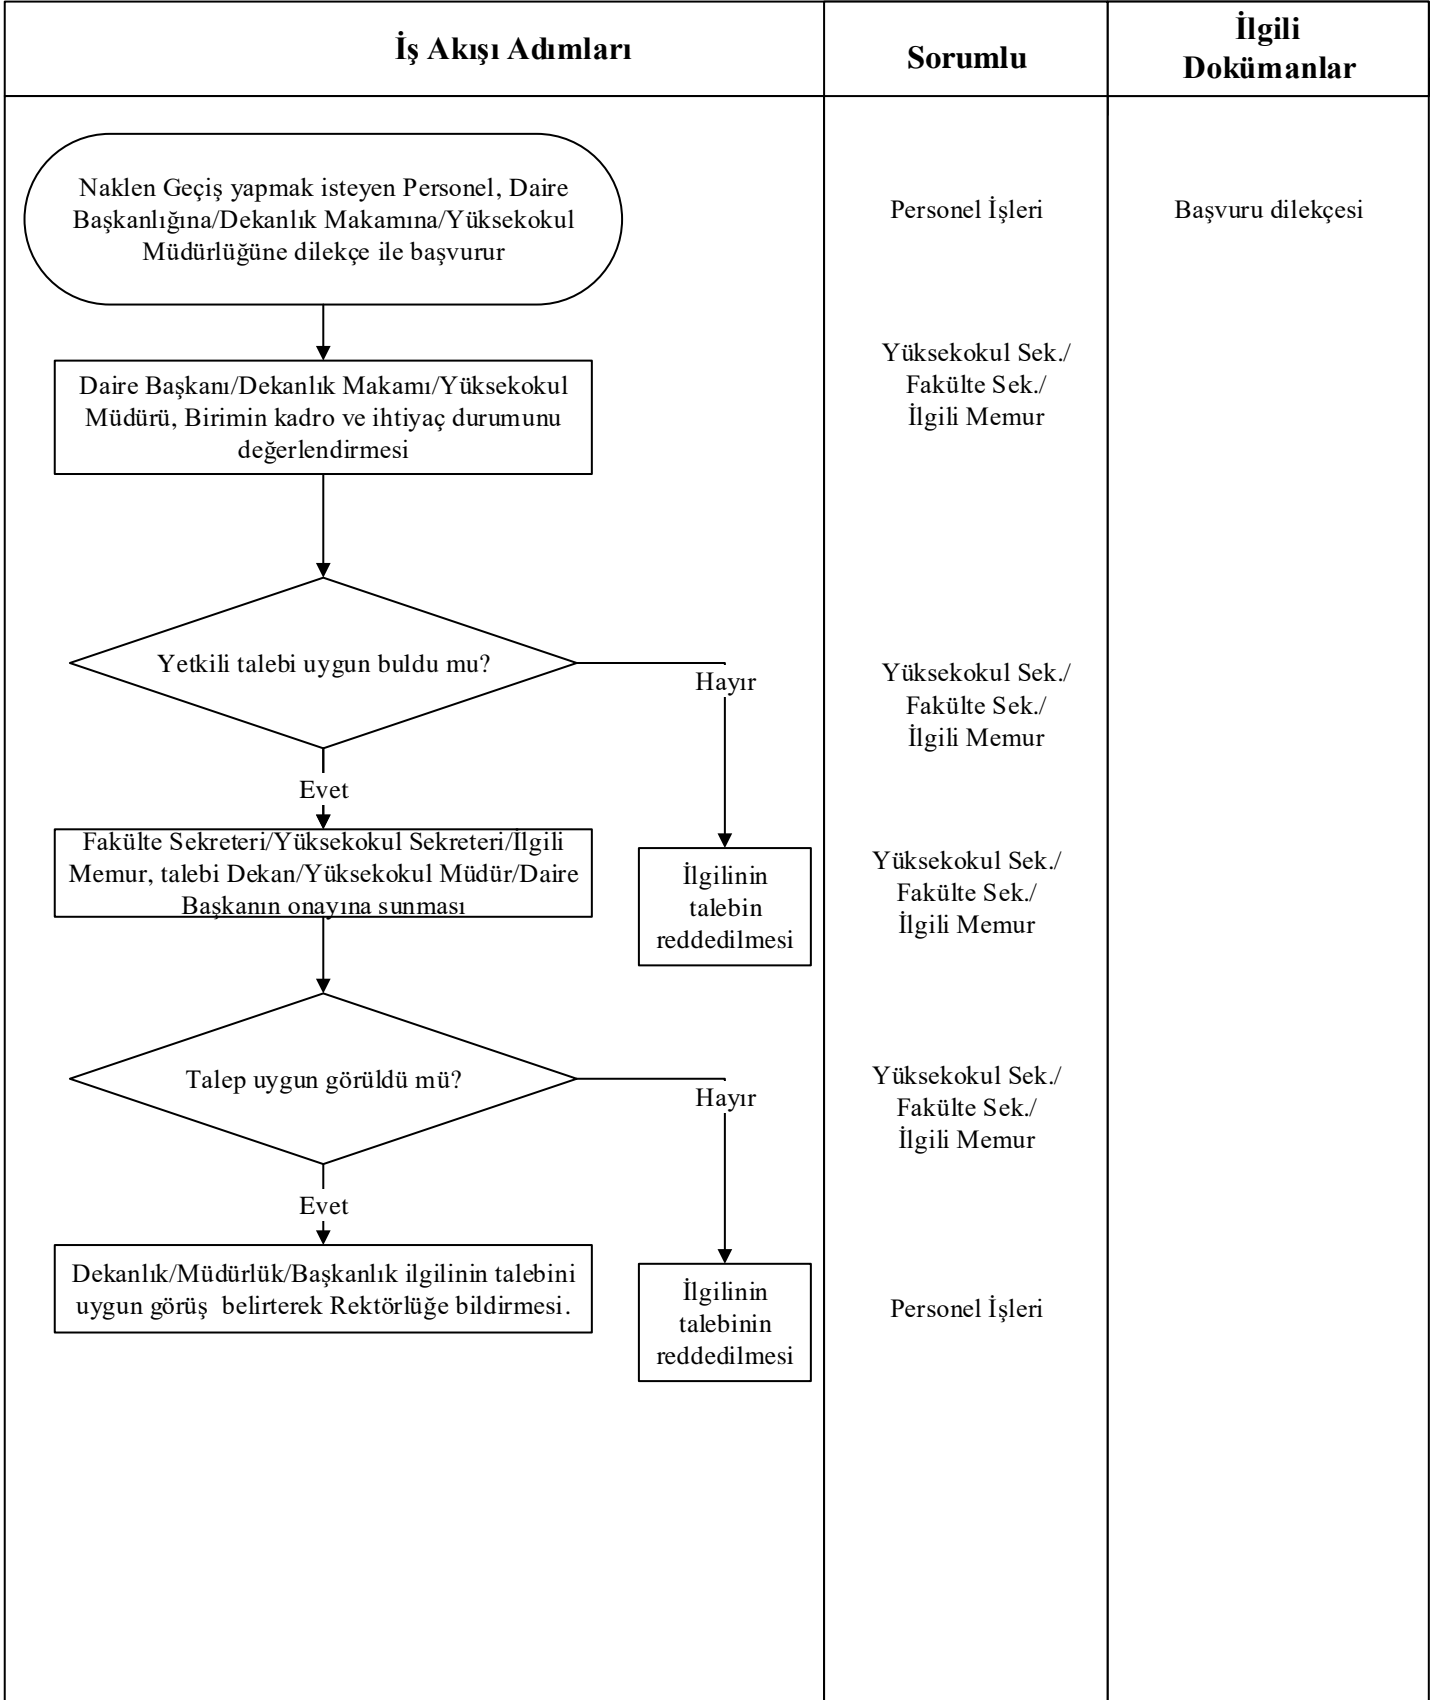 İş Akışı Adımları
Sorumlu
İlgili
Dokümanlar
Naklen Geçiş yapmak isteyen Personel, Daire
Başkanlığına/Dekanlık Makamına/Yüksekokul
Müdürlüğüne dilekçe ile başvurur
Personel İşleri
Başvuru dilekçesi
Daire Başkanı/Dekanlık Makamı/Yüksekokul
Müdürü, Birimin kadro ve ihtiyaç durumunu
değerlendirmesi
Yüksekokul Sek./
Fakülte Sek./
İlgili Memur
Yetkili talebi uygun buldu mu?
Hayır
Evet
Yüksekokul Sek./
Fakülte Sek./
İlgili Memur
Fakülte Sekreteri/Yüksekokul Sekreteri/İlgili
Memur, talebi Dekan/Yüksekokul Müdür/Daire
Başkanın onayına sunması
İlgilinin
talebin
reddedilmesi
Yüksekokul Sek./
Fakülte Sek./
İlgili Memur
Talep uygun görüldü mü?
Hayır
Evet
Yüksekokul Sek./
Fakülte Sek./
İlgili Memur
Dekanlık/Müdürlük/Başkanlık ilgilinin talebini
uygun görüş  belirterek Rektörlüğe bildirmesi.
İlgilinin
talebinin
reddedilmesi
Personel İşleri